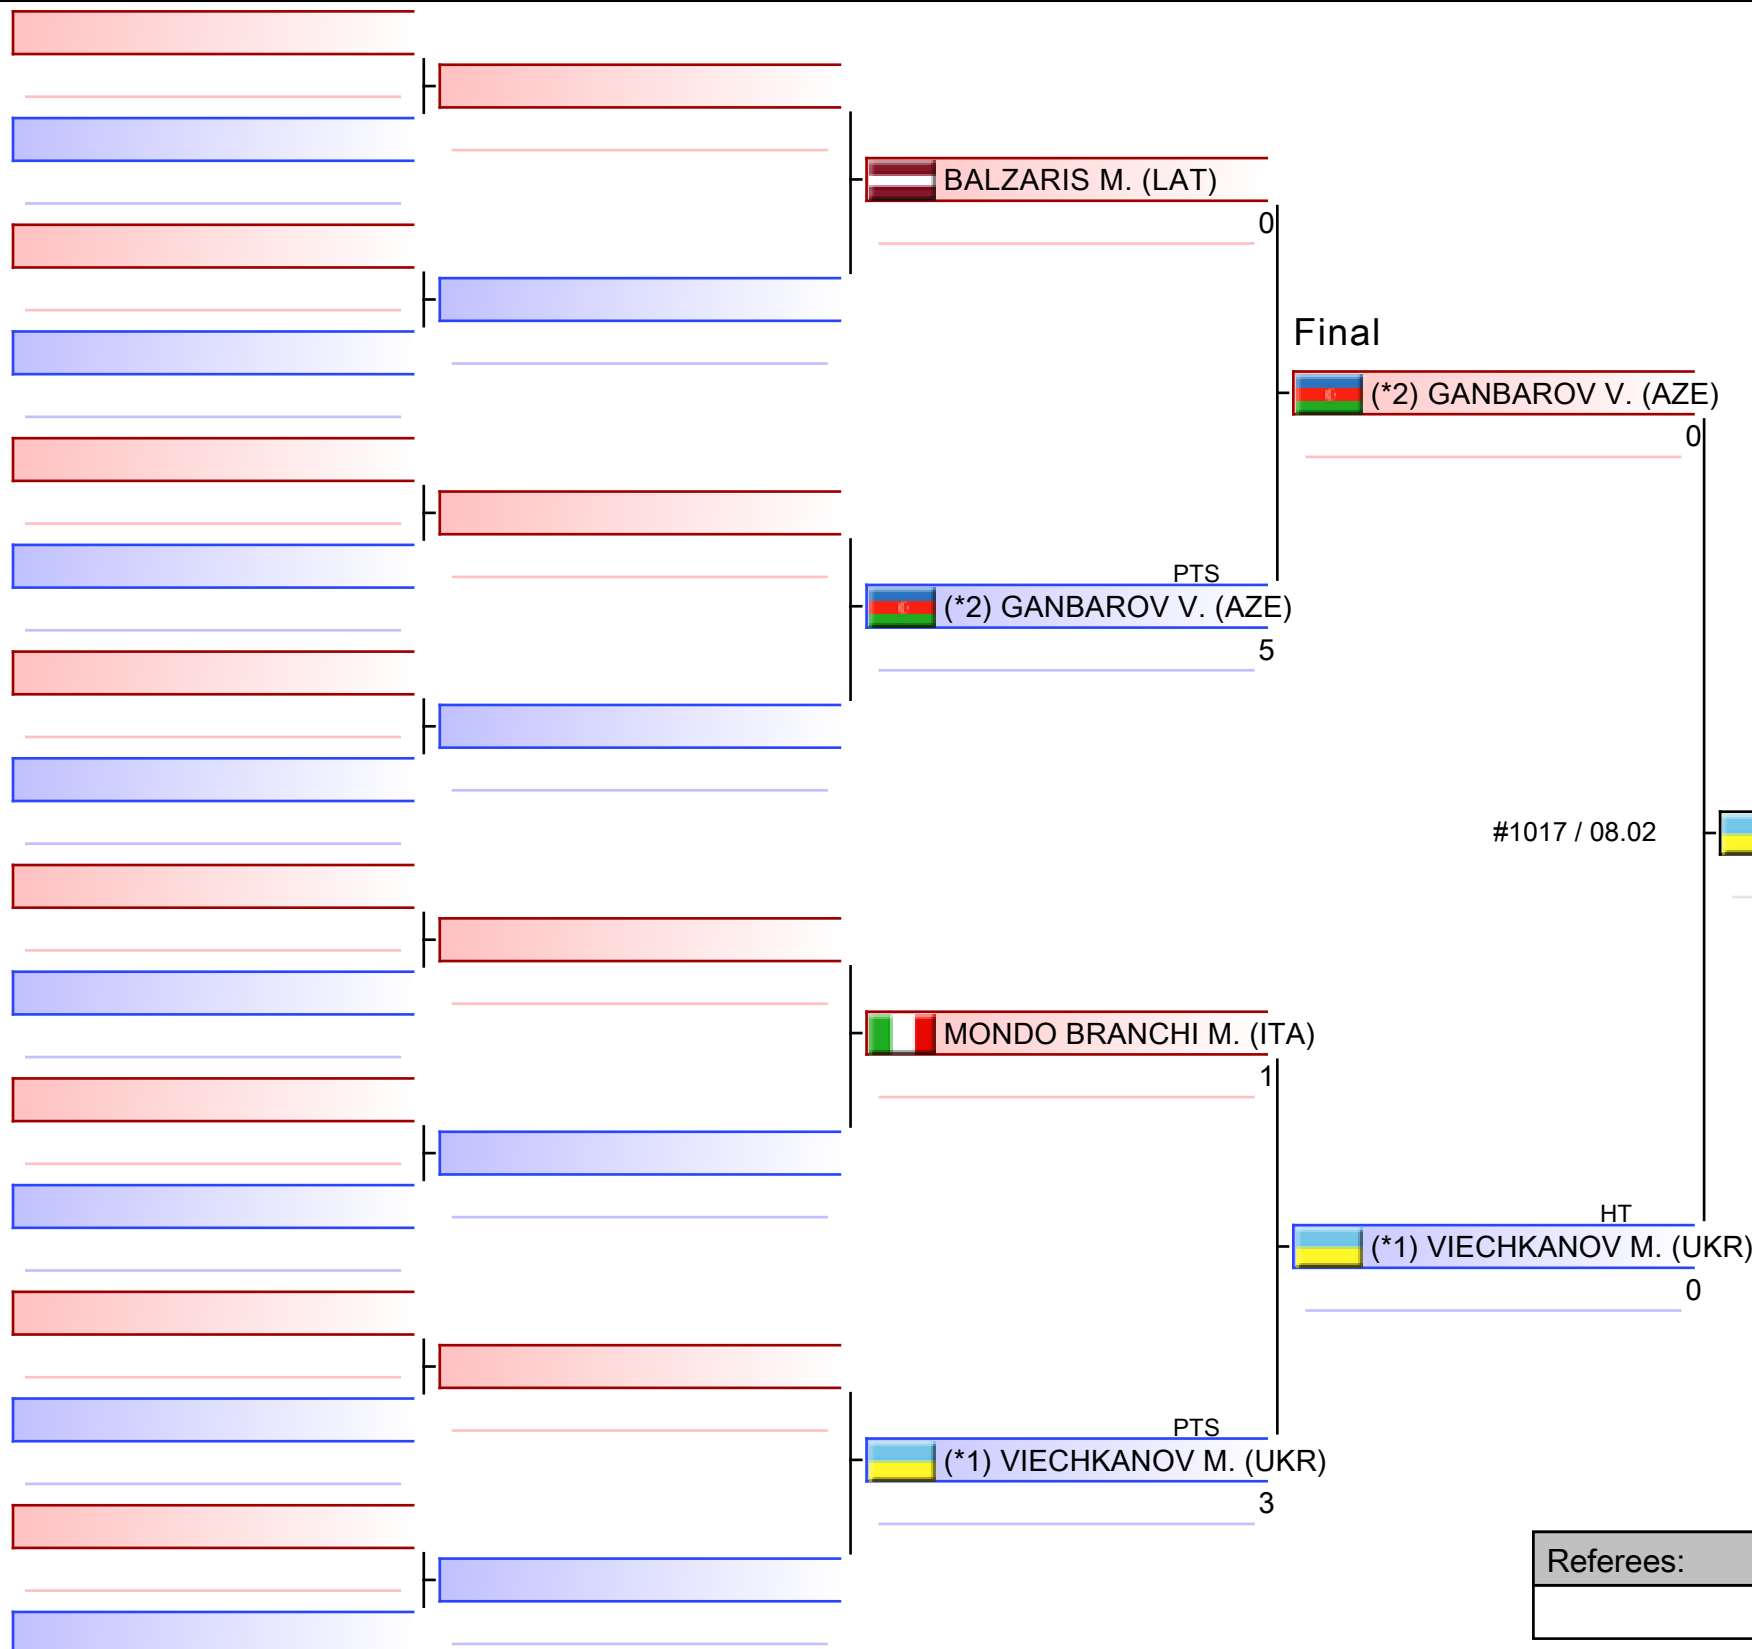 BALZARIS M. (LAT)
0
Final
(*2) GANBAROV V. (AZE)
0
PTS
(*2) GANBAROV V. (AZE)
5
#1017 / 08.02
MONDO BRANCHI M. (ITA)
1
HT
(*1) VIECHKANOV M. (UKR)
0
PTS
(*1) VIECHKANOV M. (UKR)
3
Referees: